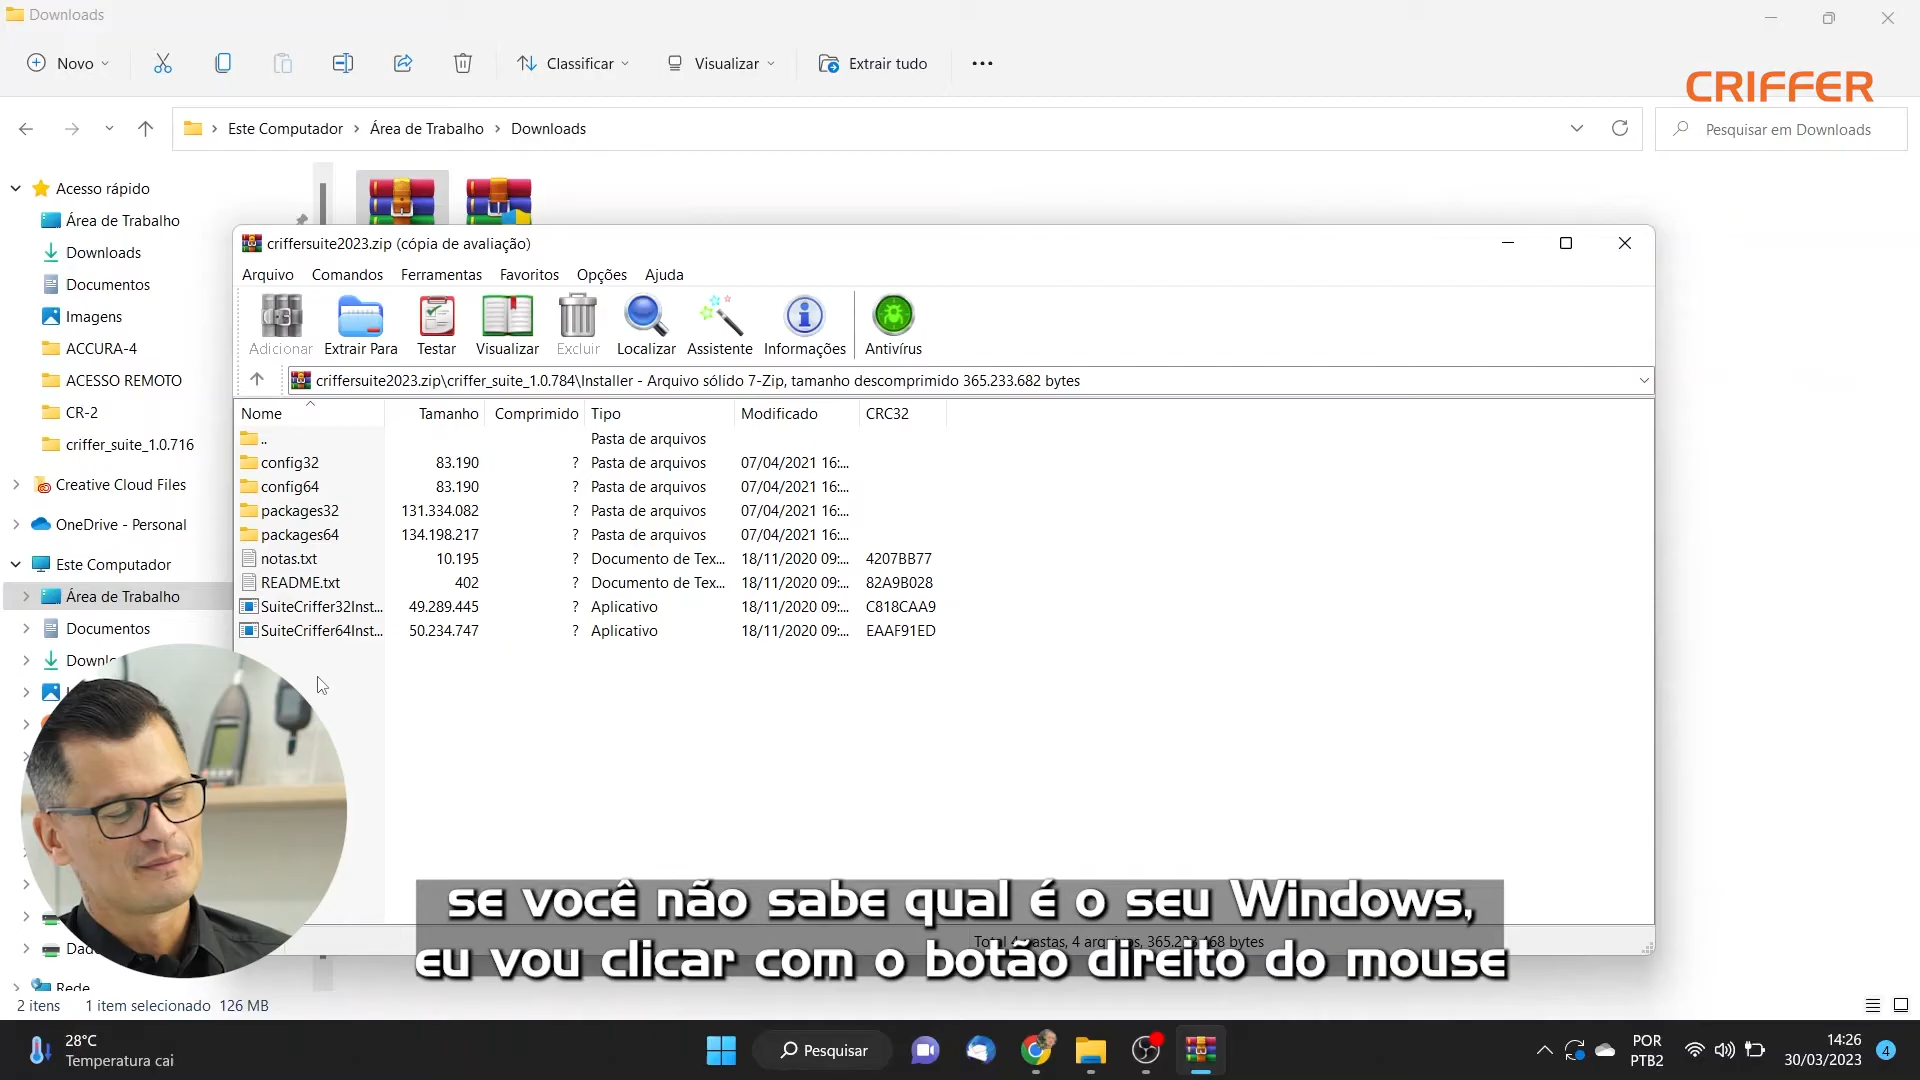 Downloads
Novo
Classificar
Visualizar
Extrair tudo
CRIFFER
Este Computador > Área de Trabalho > Downloads
Pesquisar em Downloads
Acesso rápido
Área de Trabalho
Downloads
Documentos
Imagens
ACCURA-4
ACESSO REMOTO
CR-2
criffer_suite_1.0.716
Creative Cloud Files
OneDrive - Personal
Este Computador
Área de Trabalho
Documentos
Rede
criffersuite2023.zip (cópia de avaliação)
Arquivo Comandos Ferramentas Favoritos Opções Ajuda
Adicionar Extrair Para Testar Visualizar Excluir Localizar Assistente Informações Antivírus
criffersuite2023.zip\criffer_suite_1.0.784\Installer - Arquivo sólido 7-Zip, tamanho descomprimido 365.233.682 bytes
Nome Tamanho Comprimido Tipo Modificado CRC32
.. Pasta de arquivos
config32 83.190 ? Pasta de arquivos 07/04/2021 16:...
config64 83.190 ? Pasta de arquivos 07/04/2021 16:...
packages32 131.334.082 ? Pasta de arquivos 07/04/2021 16:...
packages64 134.198.217 ? Pasta de arquivos 07/04/2021 16:...
notas.txt 10.195 ? Documento de Tex... 18/11/2020 09:... 4207BB77
README.txt 402 ? Documento de Tex... 18/11/2020 09:... 82A9B028
SuiteCriffer32Inst... 49.289.445 ? Aplicativo 18/11/2020 09:... C818CAA9
SuiteCriffer64Inst... 50.234.747 ? Aplicativo 18/11/2020 09:... EAAF91ED
se você não sabe qual é o seu Windows,
eu vou clicar com o botão direito do mouse
2 itens 1 item selecionado 126 MB
28°C
Temperatura cai
Pesquisar
POR
PTB2
14:26
30/03/2023
4